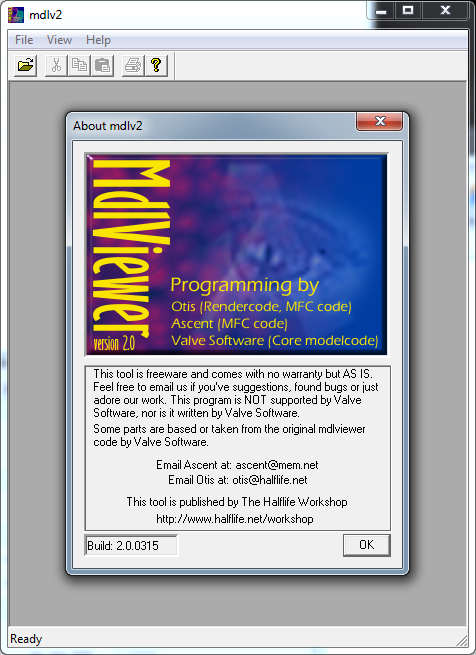 mdlv2
File View Help
About mdlv2
MdlViewer
version 2.0
Programming by
Otis (Rendercode, MFC code)
Ascent (MFC code)
Valve Software (Core modelcode)
This tool is freeware and comes with no warranty but AS IS.
Feel free to email us if you've suggestions, found bugs or just
adore our work. This program is NOT supported by Valve
Software, nor is it written by Valve Software.
Some parts are based or taken from the original mdlviewer
code by Valve Software.
Email Ascent at: ascent@mem.net
Email Otis at: otis@halflife.net
This tool is published by The Halflife Workshop
http://www.halflife.net/workshop
Build: 2.0.0315
OK
Ready